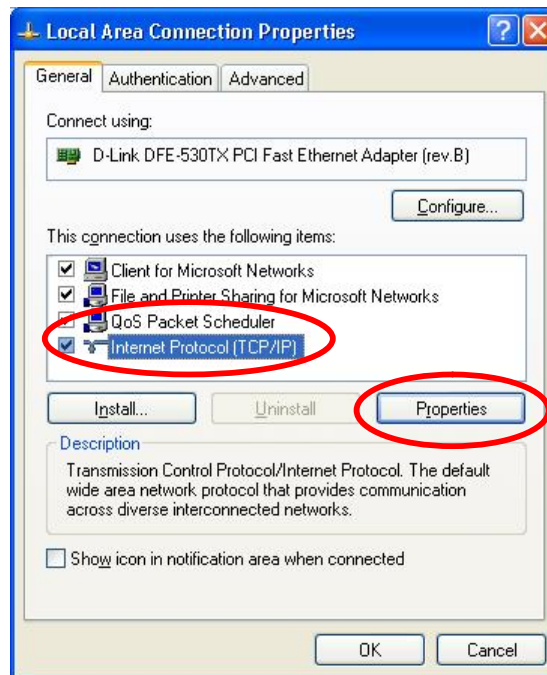 Local Area Connection Properties
?
General
Authentication
Advanced
Connect using:
D-Link DFE-530TX PCI Fast Ethernet Adapter (rev.B)
Configure...
This connection uses the following items:
Client for Microsoft Networks
File and Printer Sharing for Microsoft Networks
QoS Packet Scheduler
Internet Protocol (TCP/IP)
Install...
Uninstall
Properties
Description
Transmission Control Protocol/Internet Protocol. The default
wide area network protocol that provides communication
across diverse interconnected networks.
Show icon in notification area when connected
OK
Cancel